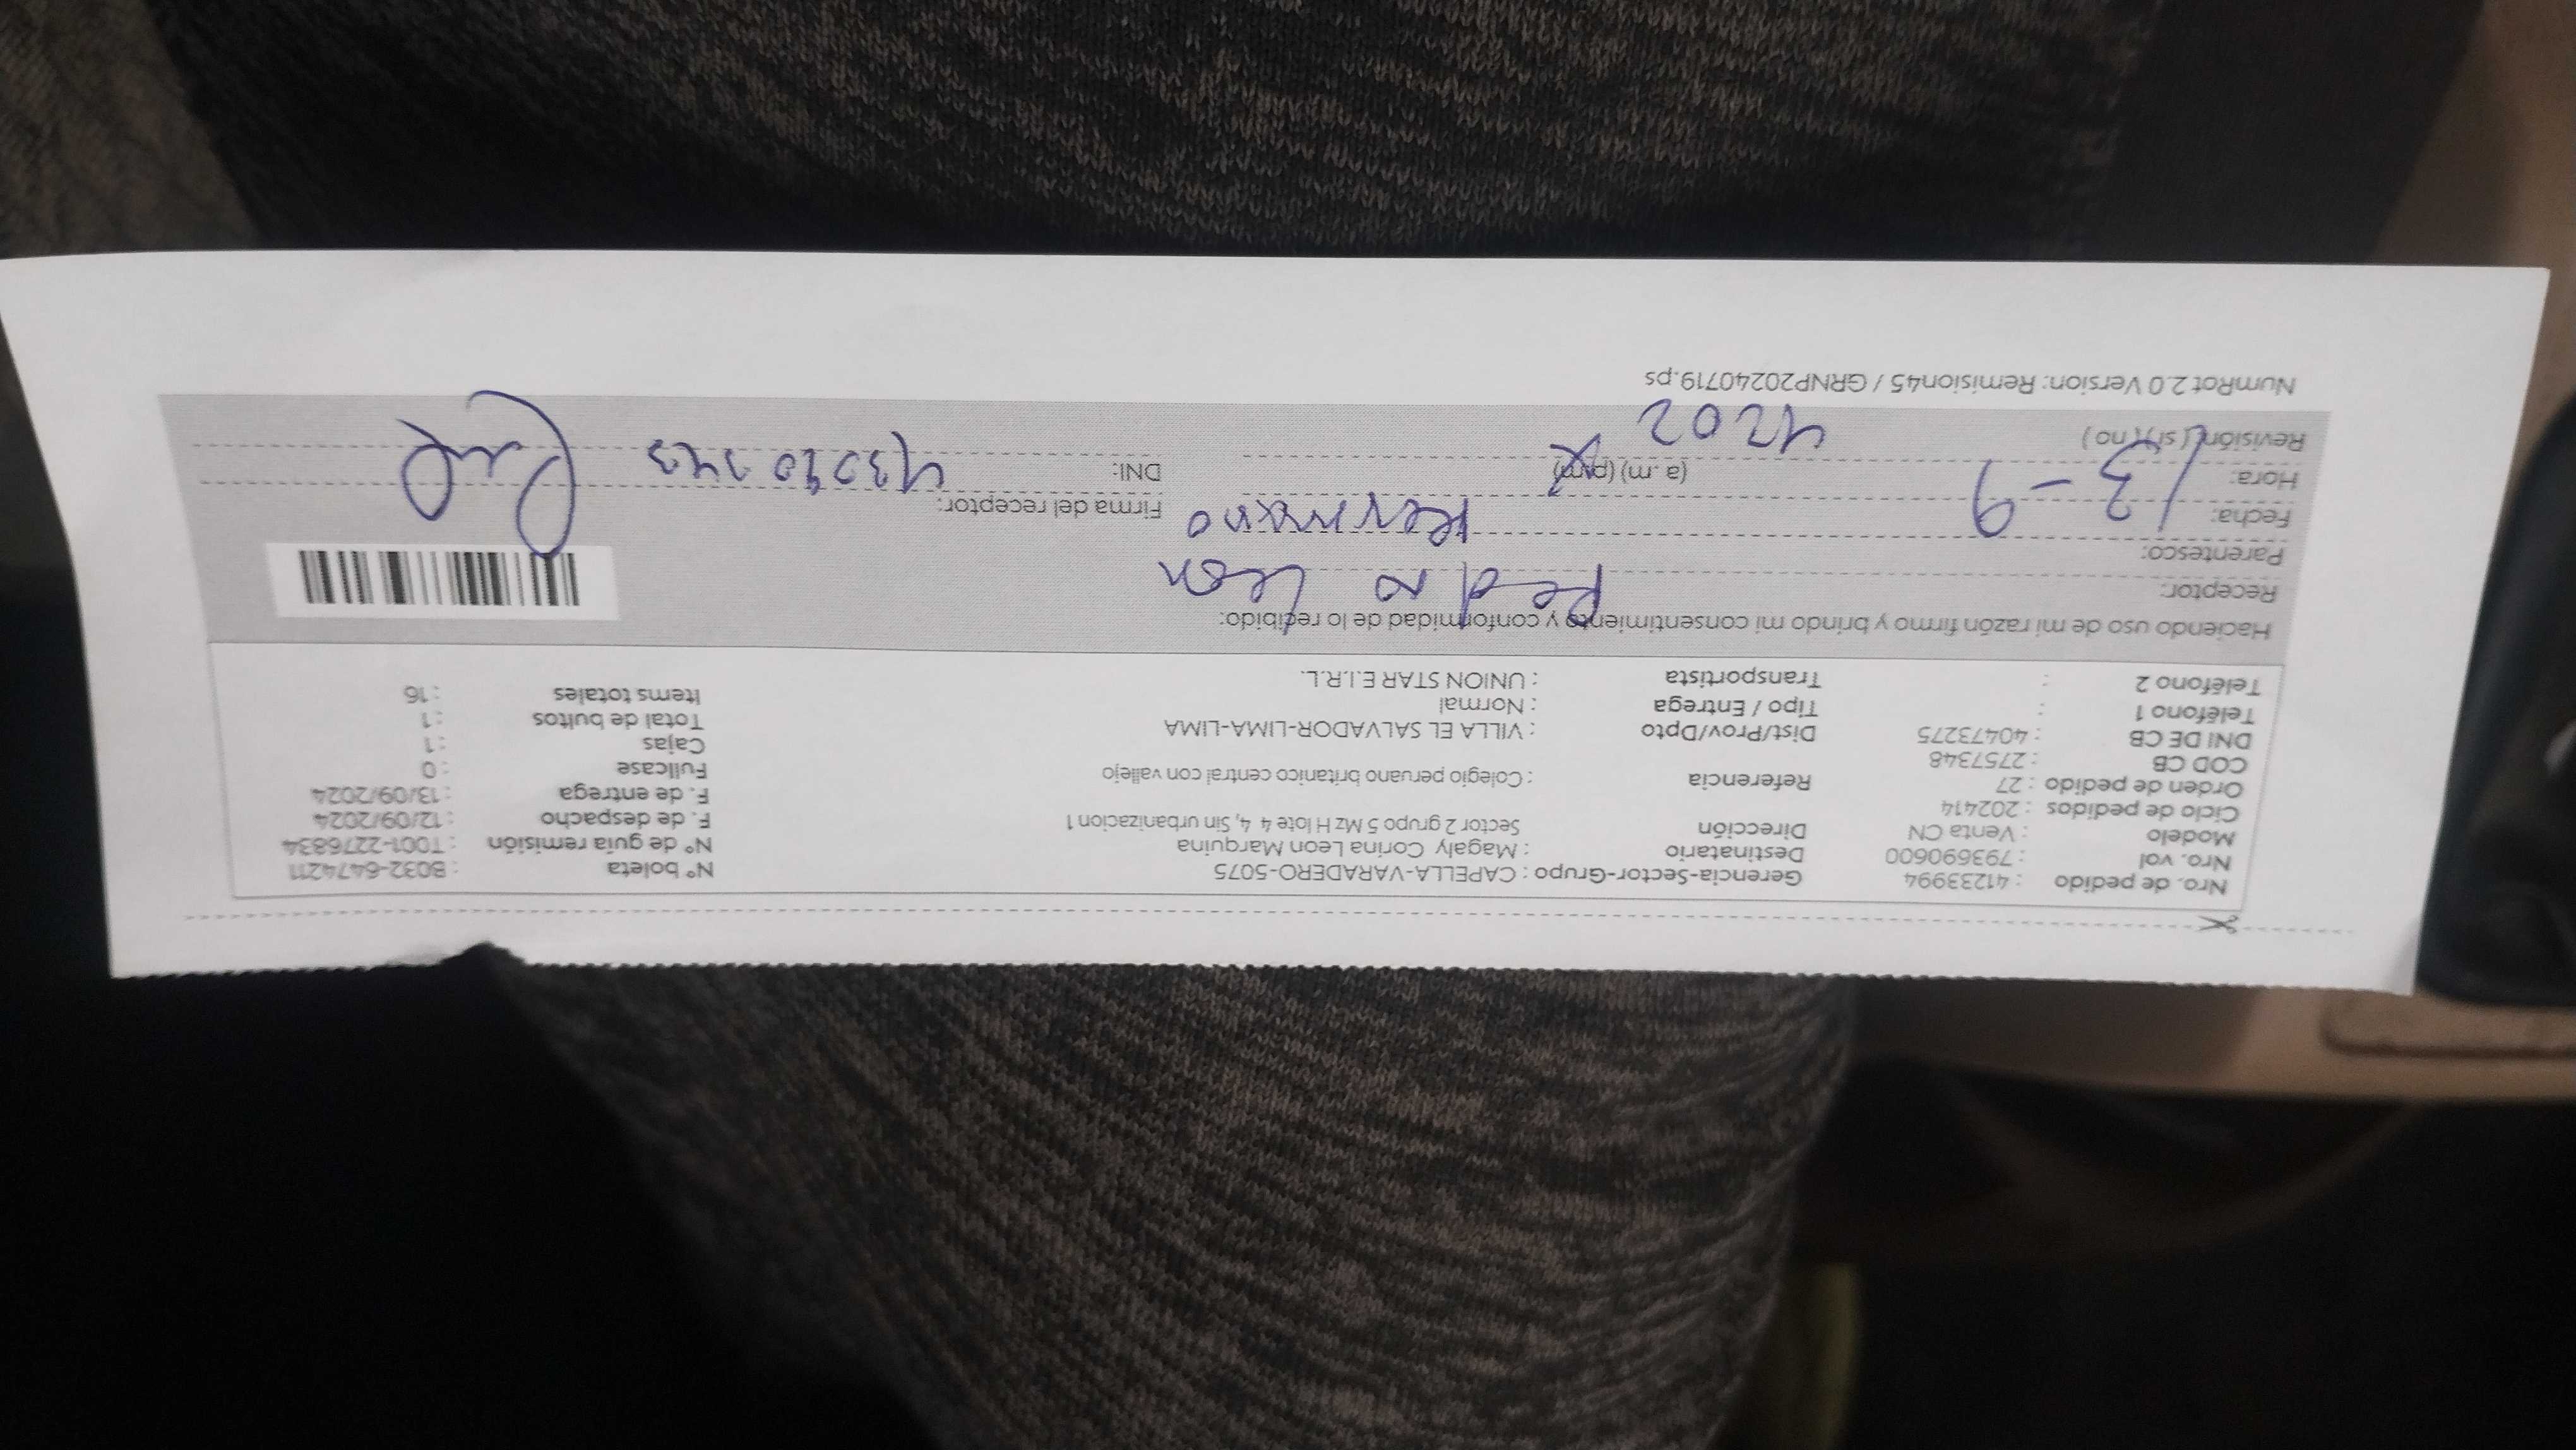 Nro. de pedido : 41233994 Gerencia-Sector-Grupo : CAPELLA-VARADERO-5075 N° boleta : B032-6474211
Nro. vol : 793690600 Destinatario : Magaly Corina Leon Marquina N° de guía remisión : T001-2276834
Modelo : Venta CN Dirección Sector 2 grupo 5 Mz H lote 4 4, Sin urbanizacion 1 F. de despacho : 12/09/2024
Ciclo de pedidos : 202414 F. de entrega : 13/09/2024
Orden de pedido : 27 Referencia : Colegio peruano britanico central con vallejo Fullcase : 0
COD CB : 2757348 Cajas : 1
DNI DE CB : 40473275 Dist/Prov/Dpto : VILLA EL SALVADOR-LIMA-LIMA Total de bultos : 1
Teléfono 1 : Tipo / Entrega : Normal Items totales : 16
Teléfono 2 : Transportista : UNION STAR E.I.R.L.
Haciendo uso de mi razón firmo y brindo mi consentimiento y conformidad de lo recibido:
Receptor: Pedro Leon
Parentesco: Hermano
Fecha: 13-9 Firma del receptor:
Hora: (a.m) (p.m) DNI:
Revisión ( sí ) ( no )
NumRot 2.0 Version: Remision45 / GRNP20240719.ps